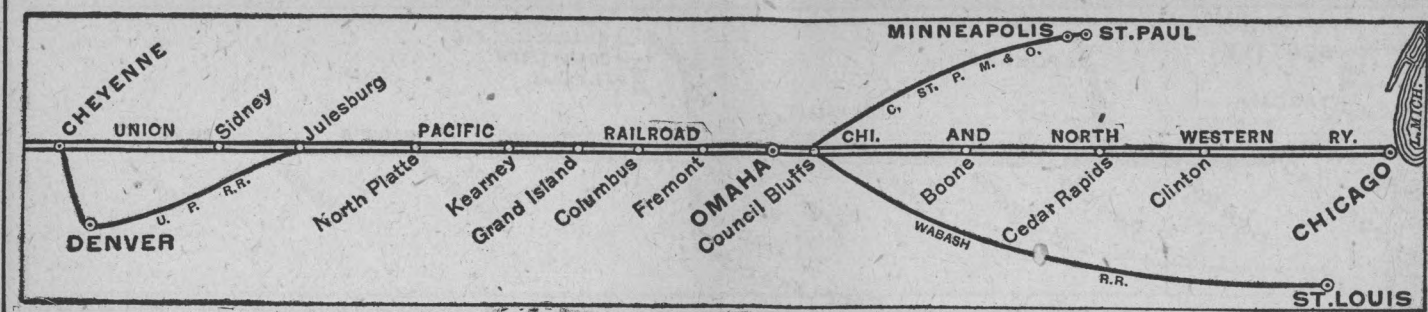 CHEYENNE
UNION
Sidney
Julesburg
PACIFIC
RAILROAD
MINNEAPOLIS
ST. PAUL
C, ST. P. M. & O.
L. MICH.
CHI. AND NORTH WESTERN RY.
U. P. R.R.
DENVER
North Platte
Kearney
Grand Island
Columbus
Fremont
OMAHA
Council Bluffs
Boone
Cedar Rapids
Clinton
CHICAGO
WABASH R.R.
ST. LOUIS